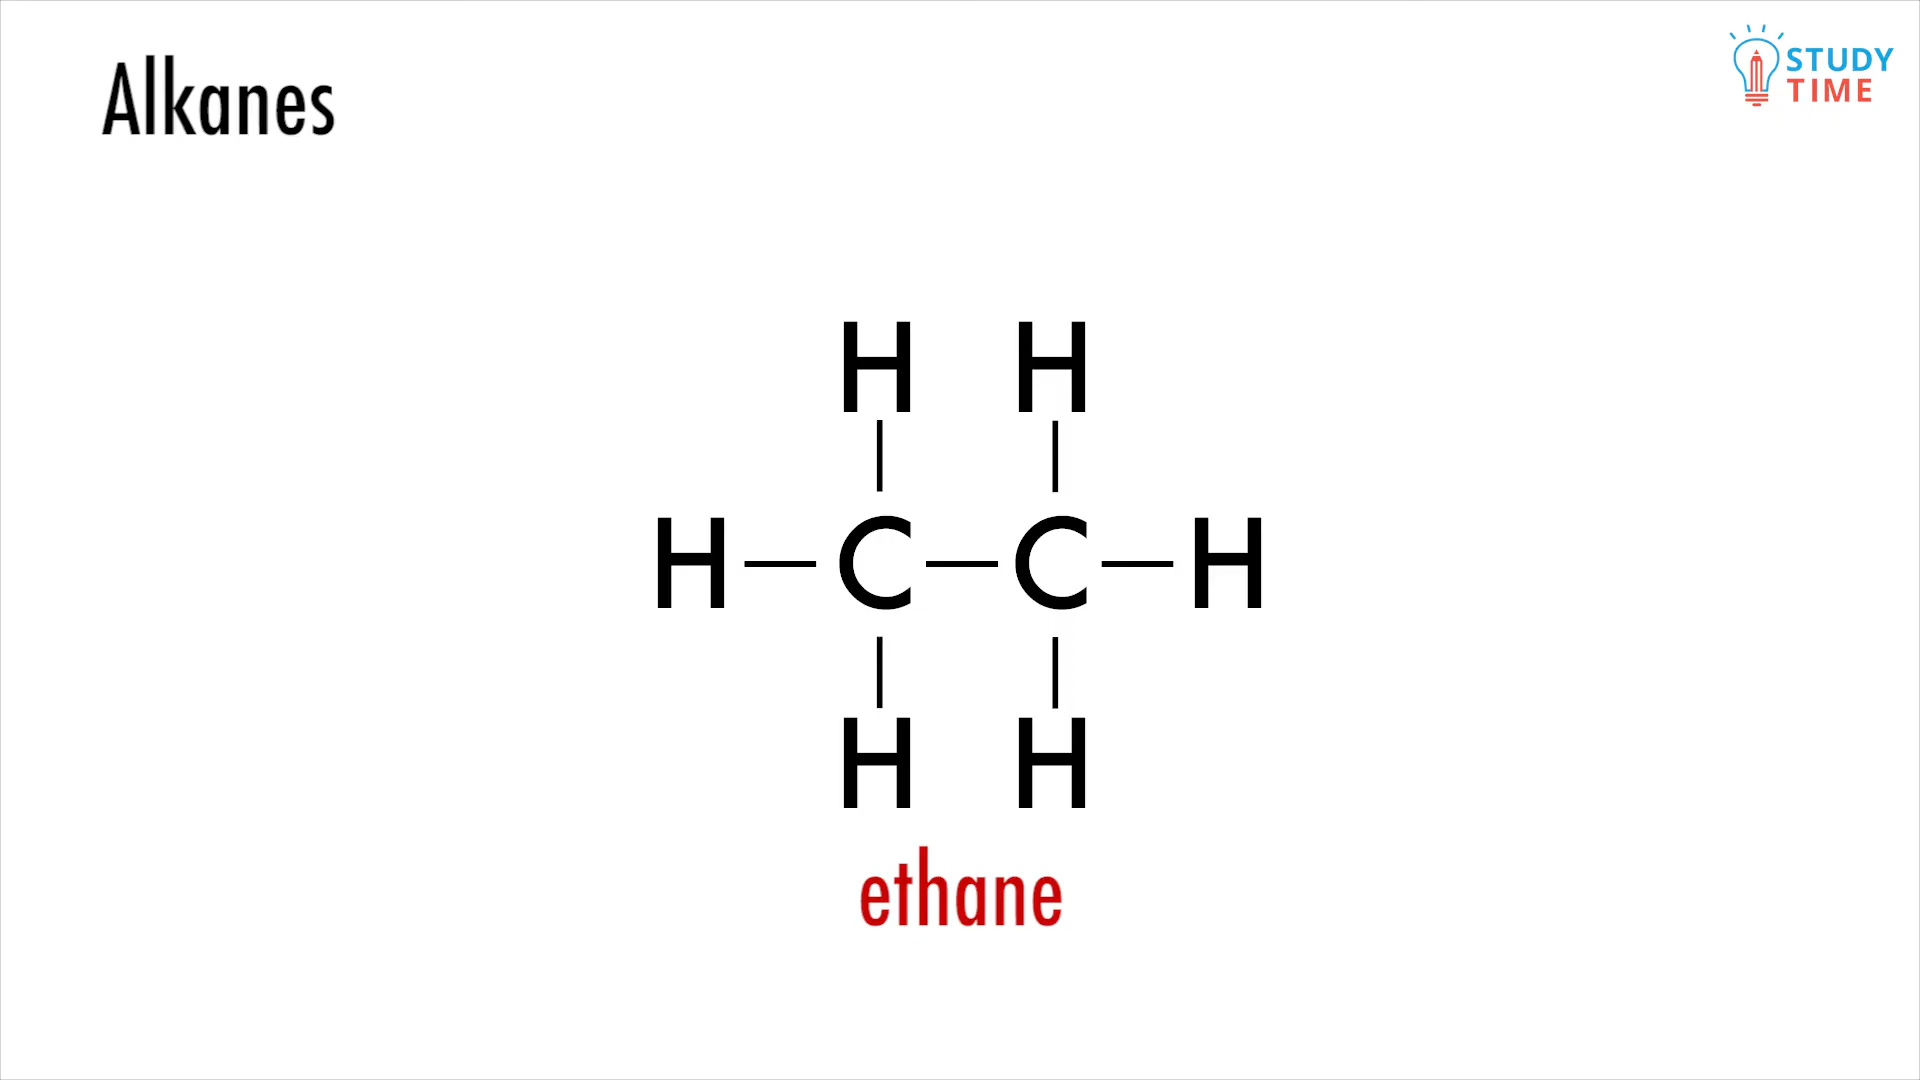 Alkanes
STUDY
TIME
H H
H C C H
H H
ethane